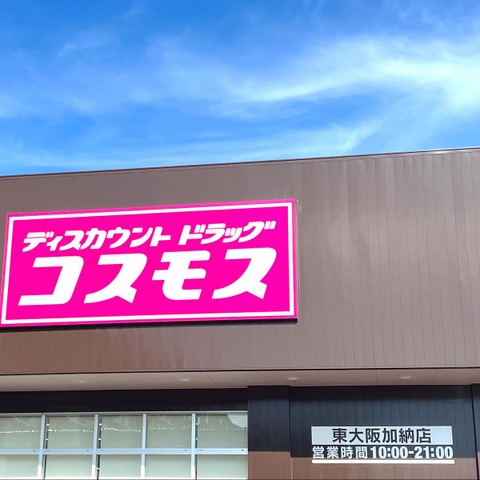 ディスカウント ドラッグ
コスモス
東大阪加納店
営業時間 10:00-21:00